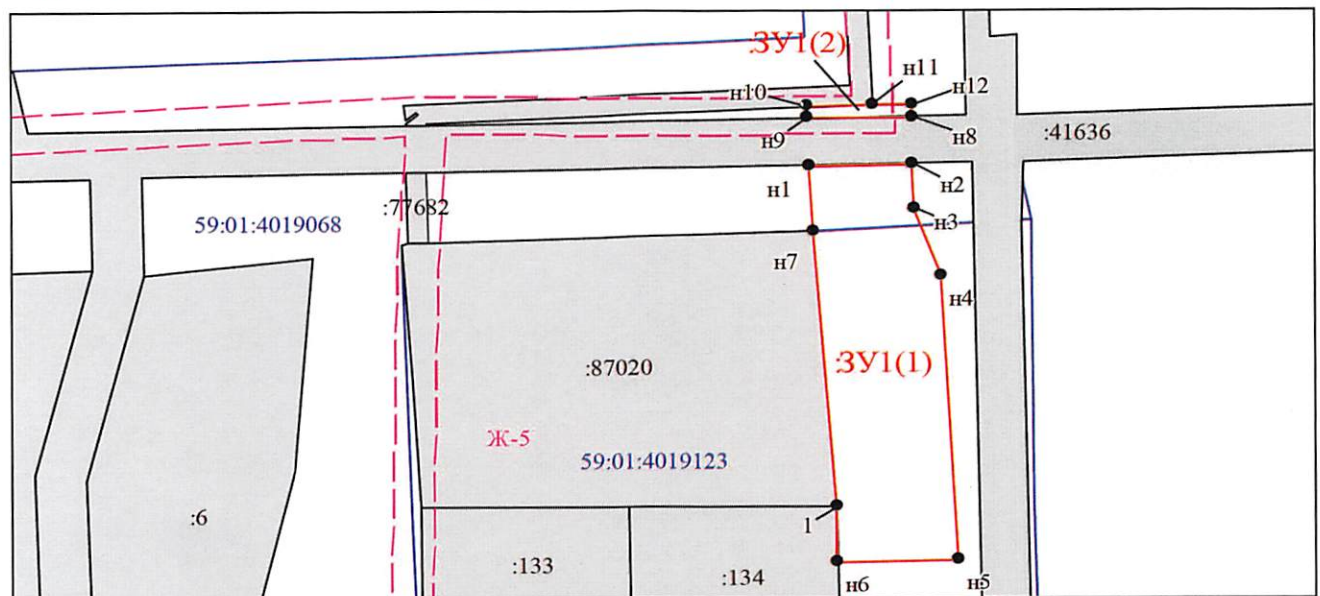 :ЗУ1(2)
н11
н10
н12
н9
н8
:41636
н1
н2
:77682
н3
59:01:4019068
н7
н4
:87020
:ЗУ1(1)
Ж-5
59:01:4019123
1
:6
:133
:134
н6
н5